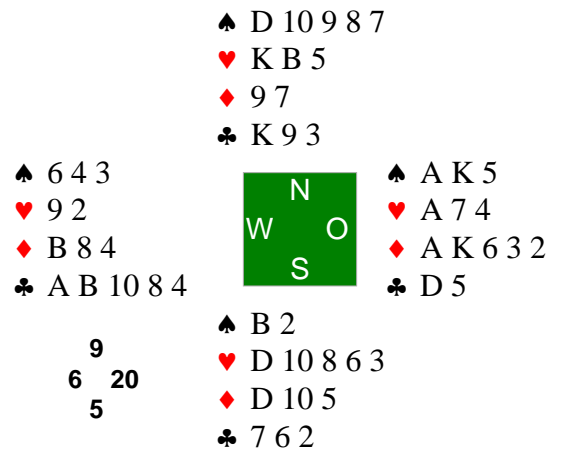 ♠ D 10 9 8 7
♥ K B 5
♦ 9 7
♣ K 9 3
♠ 6 4 3
♥ 9 2
♦ B 8 4
♣ A B 10 8 4
N
W O
S
♠ A K 5
♥ A 7 4
♦ A K 6 3 2
♣ D 5
♠ B 2
♥ D 10 8 6 3
♦ D 10 5
♣ 7 6 2
9
6 20
5